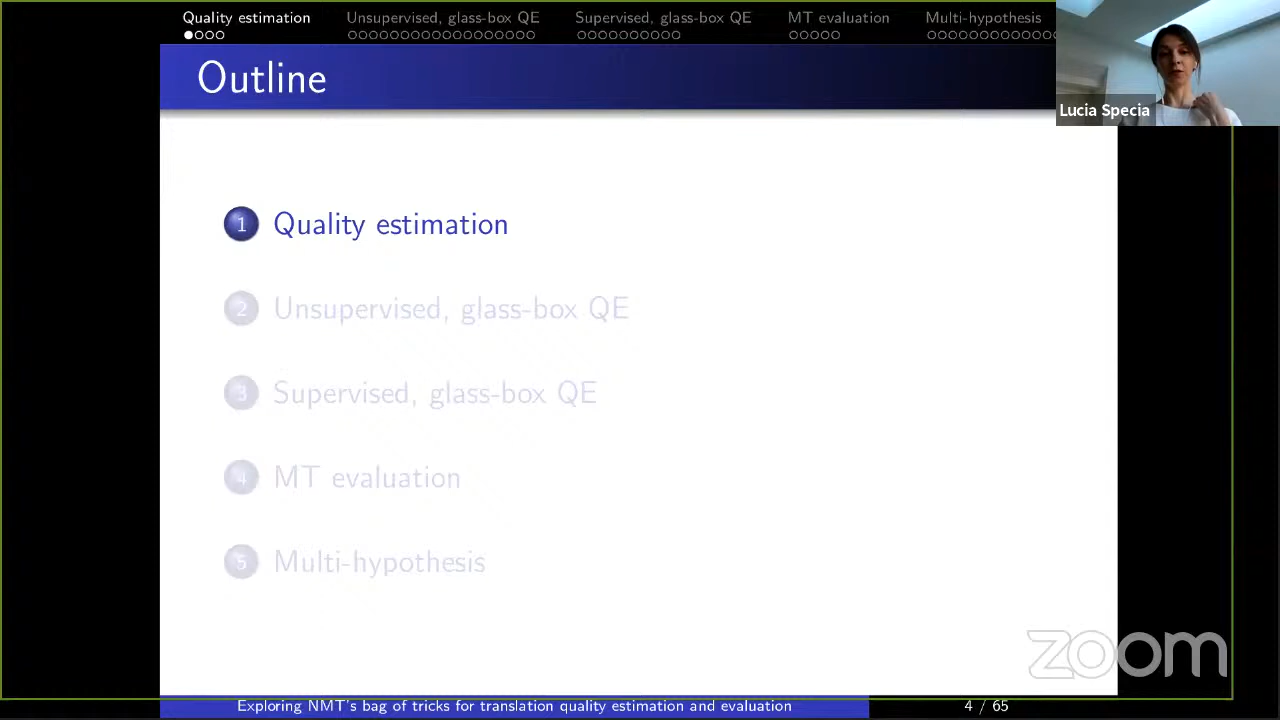 Quality estimation
Unsupervised, glass-box QE
Supervised, glass-box QE
MT evaluation
Multi-hypothesis
Outline
Lucia Specia
1 Quality estimation
2 Unsupervised, glass-box QE
3 Supervised, glass-box QE
4 MT evaluation
5 Multi-hypothesis
zoom
Exploring NMT's bag of tricks for translation quality estimation and evaluation
4 / 65